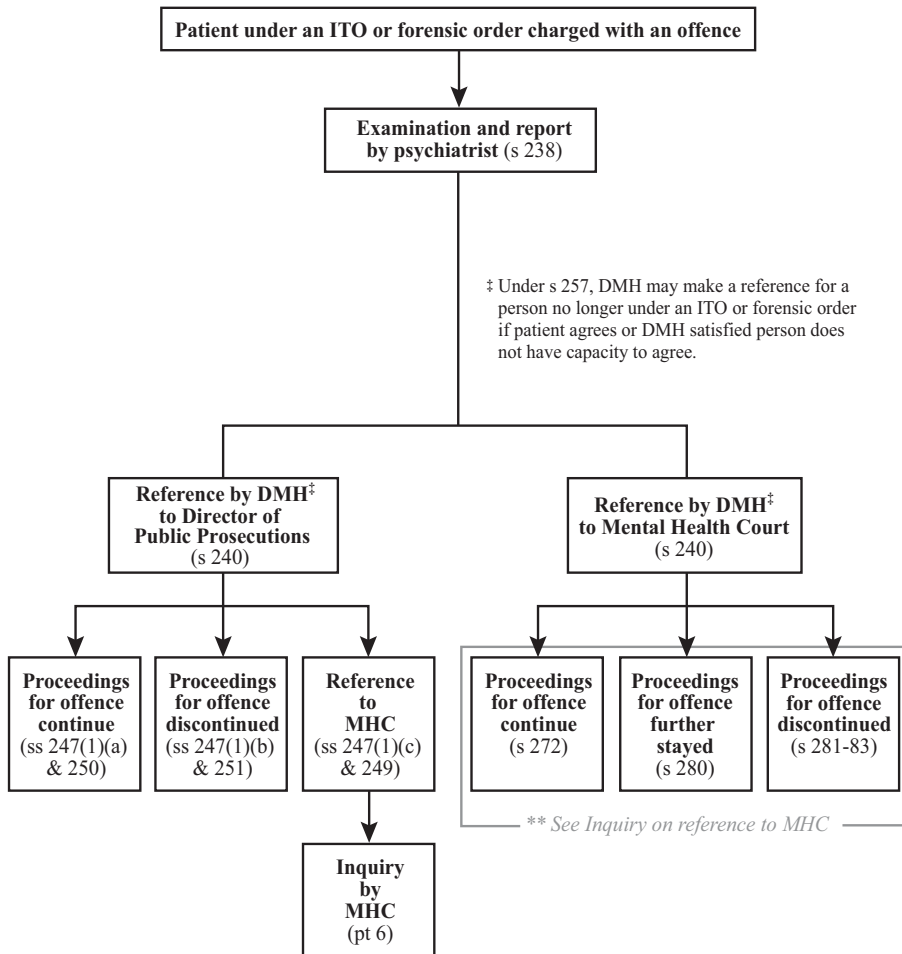 Patient under an ITO or forensic order charged with an offence
Examination and report
by psychiatrist (s 238)
‡ Under s 257, DMH may make a reference for a
person no longer under an ITO or forensic order
if patient agrees or DMH satisfied person does
not have capacity to agree.
Reference by DMH‡
to Director of
Public Prosecutions
(s 240)
Reference by DMH‡
to Mental Health Court
(s 240)
Proceedings
for offence
continue
(ss 247(1)(a)
& 250)
Proceedings
for offence
discontinued
(ss 247(1)(b)
& 251)
Reference
to
MHC
(ss 247(1)(c)
& 249)
Proceedings
for offence
continue
(s 272)
Proceedings
for offence
further
stayed
(s 280)
Proceedings
for offence
discontinued
(s 281-83)
** See Inquiry on reference to MHC
Inquiry
by
MHC
(pt 6)